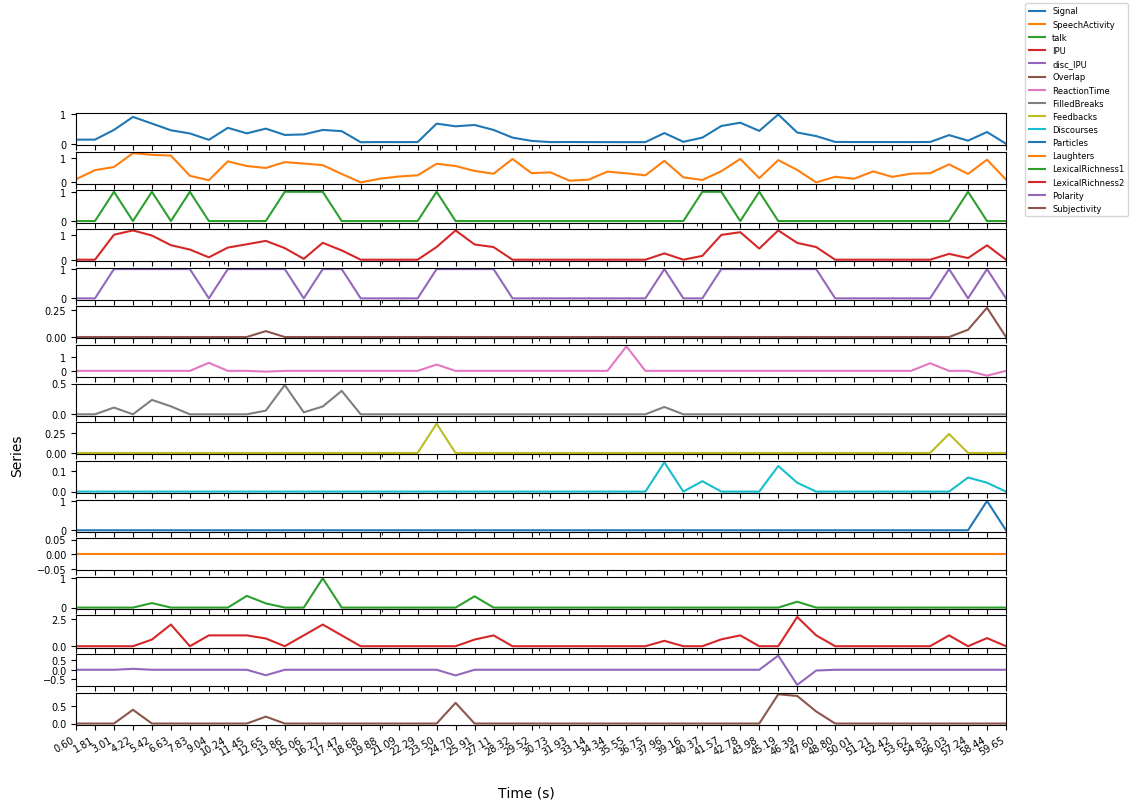 Signal
SpeechActivity
talk
IPU
disc_IPU
Overlap
ReactionTime
FilledBreaks
Feedbacks
Discourses
Particles
Laughters
LexicalRichness1
LexicalRichness2
Polarity
Subjectivity
1
0
1
0
1
0
1
0
1
0
0.25
0.00
1
0
0.5
0.0
0.25
0.00
0.1
0.0
1
0
0.05
0.00
−0.05
1
0
2.5
0.0
0.5
0.0
−0.5
0.5
0.0
Series
0.60 1.81 3.01 4.22 5.42 6.63 7.83 9.04 10.24 11.45 12.65 13.86 15.06 16.27 17.47 18.68 19.88 21.09 22.29 23.50 24.70 25.91 27.11 28.32 29.52 30.73 31.93 33.14 34.34 35.55 36.75 37.96 39.16 40.37 41.57 42.78 43.98 45.19 46.39 47.60 48.80 50.01 51.21 52.42 53.62 54.83 56.03 57.24 58.44 59.65
Time (s)